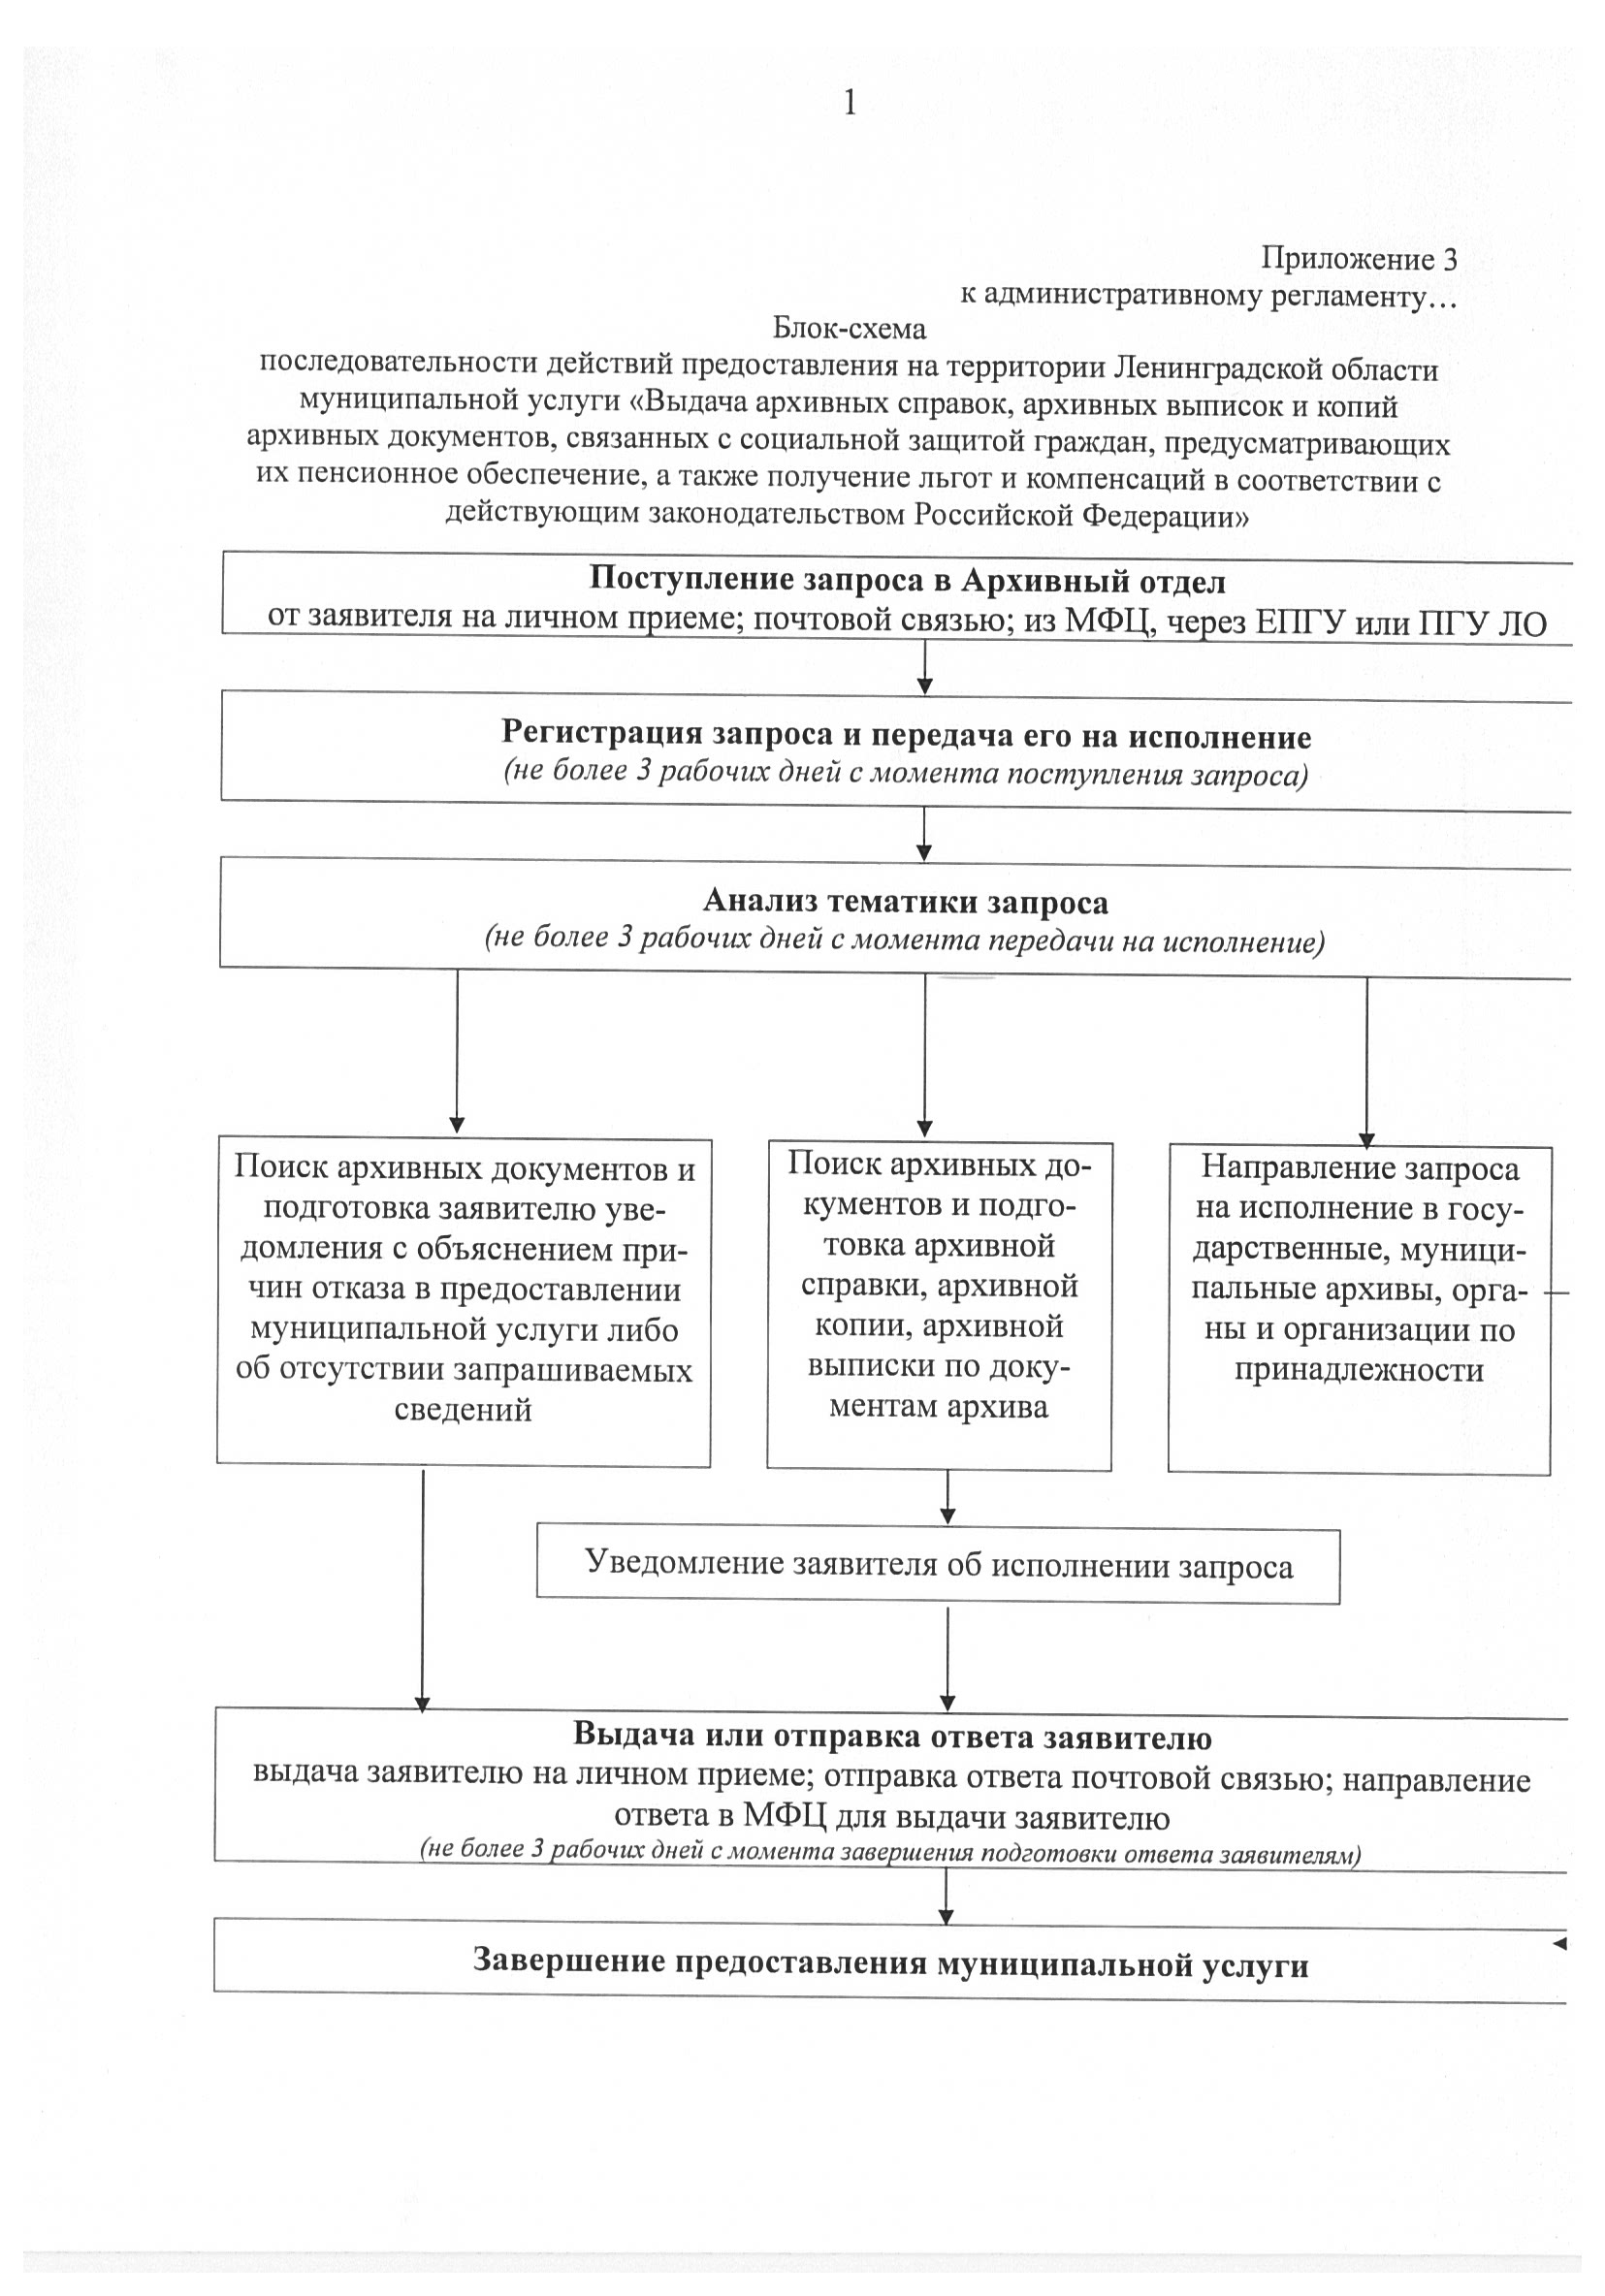 1
Приложение 3
к административному регламенту…
Блок-схема
последовательности действий предоставления на территории Ленинградской области
муниципальной услуги «Выдача архивных справок, архивных выписок и копий
архивных документов, связанных с социальной защитой граждан, предусматривающих
их пенсионное обеспечение, а также получение льгот и компенсаций в соответствии с
действующим законодательством Российской Федерации»
Поступление запроса в Архивный отдел
от заявителя на личном приеме; почтовой связью; из МФЦ, через ЕПГУ или ПГУ ЛО
Регистрация запроса и передача его на исполнение
(не более 3 рабочих дней с момента поступления запроса)
Анализ тематики запроса
(не более 3 рабочих дней с момента передачи на исполнение)
Поиск архивных документов и
подготовка заявителю уве-
домления с объяснением при-
чин отказа в предоставлении
муниципальной услуги либо
об отсутствии запрашиваемых
сведений
Поиск архивных до-
кументов и подго-
товка архивной
справки, архивной
копии, архивной
выписки по доку-
ментам архива
Направление запроса
на исполнение в госу-
дарственные, муници-
пальные архивы, орга-
ны и организации по
принадлежности
Уведомление заявителя об исполнении запроса
Выдача или отправка ответа заявителю
выдача заявителю на личном приеме; отправка ответа почтовой связью; направление
ответа в МФЦ для выдачи заявителю
(не более 3 рабочих дней с момента завершения подготовки ответа заявителям)
Завершение предоставления муниципальной услуги